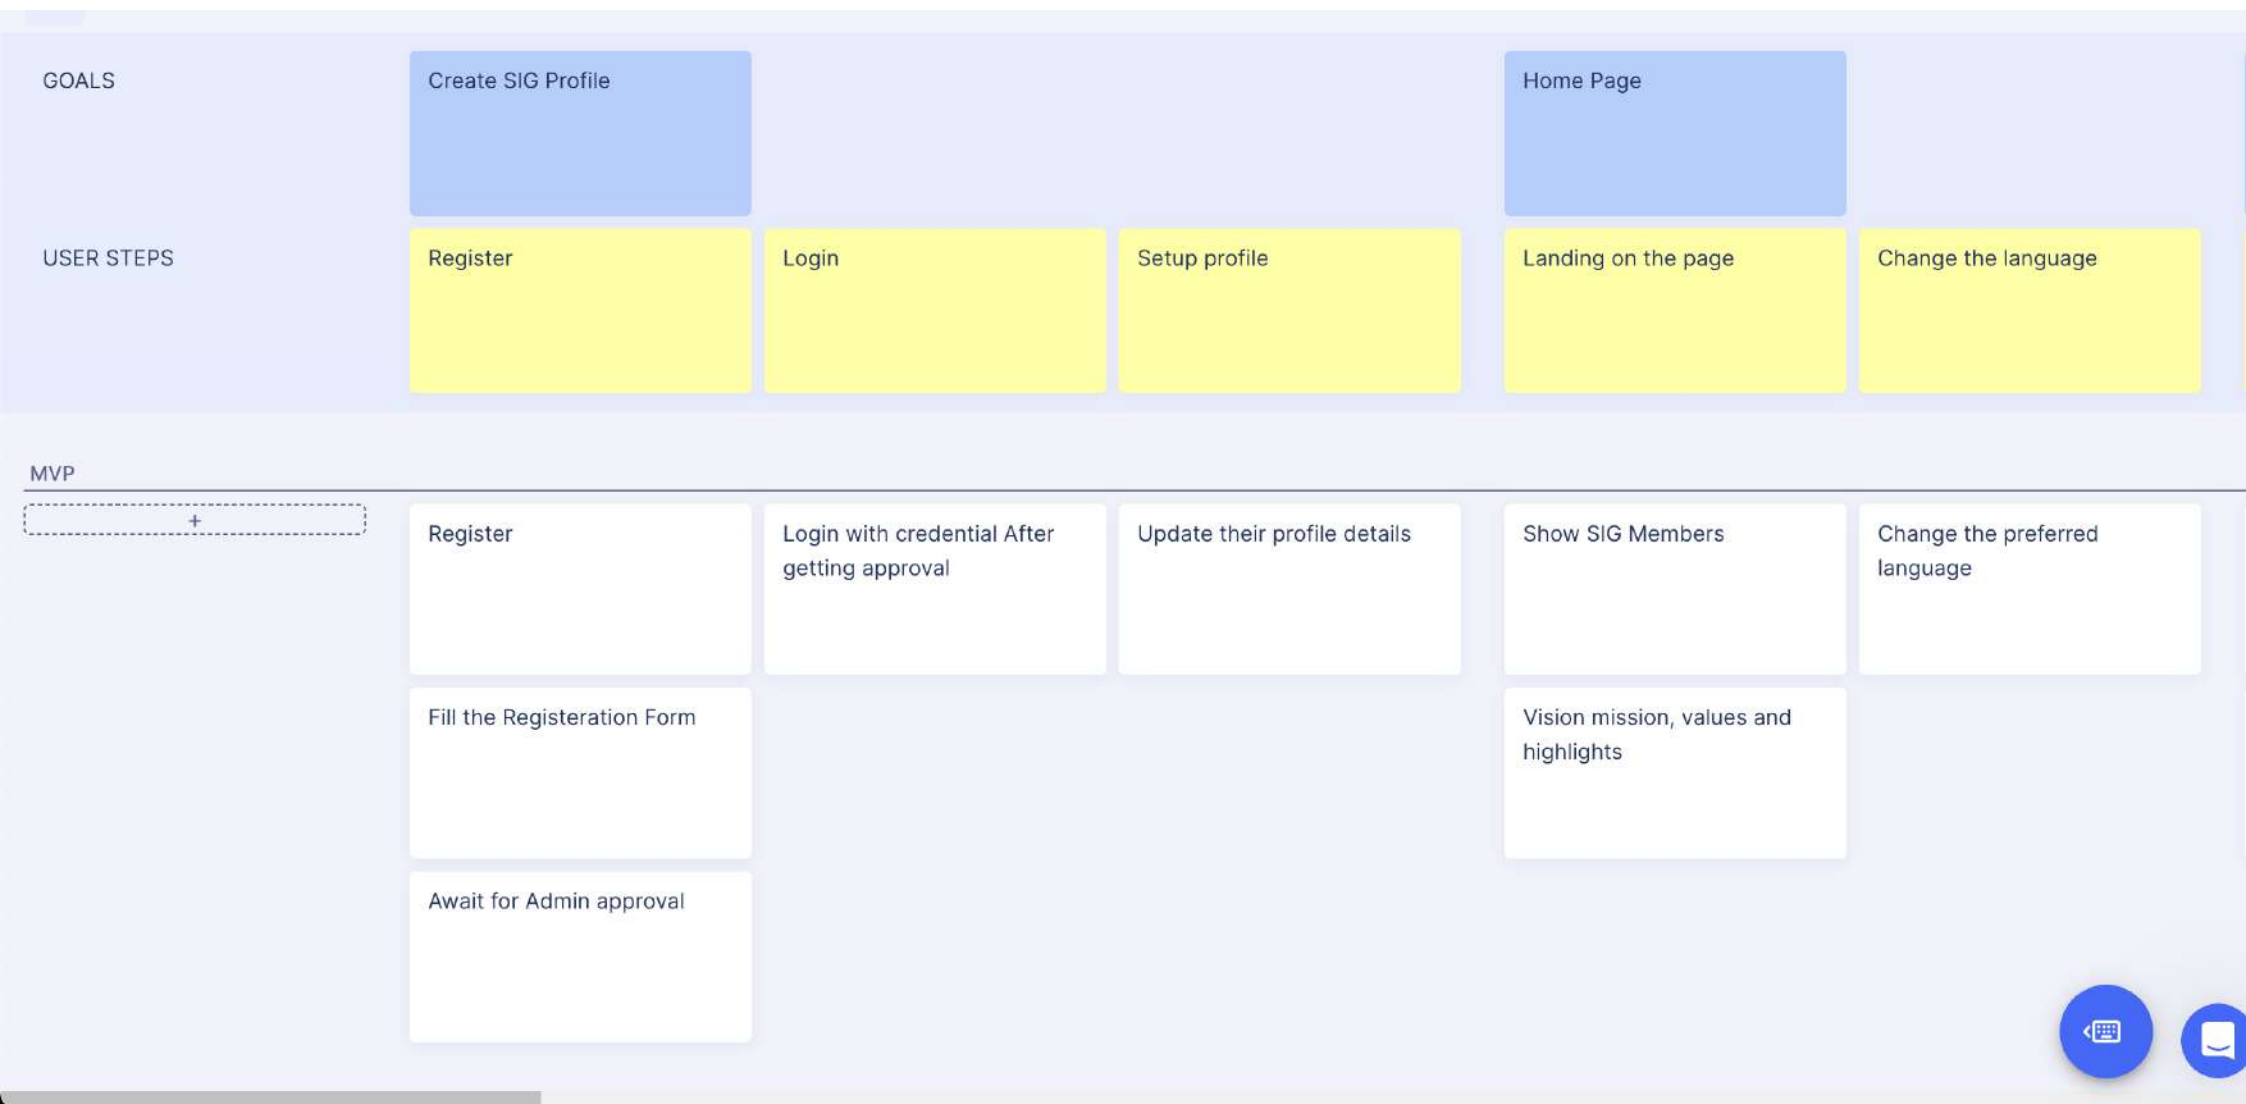 GOALS
Create SIG Profile
Home Page
USER STEPS
Register
Login
Setup profile
Landing on the page
Change the language
MVP
+
Register
Login with credential After
getting approval
Update their profile details
Show SIG Members
Change the preferred
language
Fill the Registeration Form
Vision mission, values and
highlights
Await for Admin approval